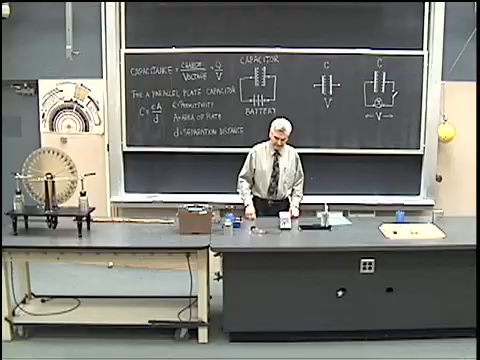 CAPACITANCE = CHARGE / VOLTAGE = Q / V
FOR A PARALLEL PLATE CAPACITOR
C = εA / d
ε: PERMITTIVITY
A: AREA OF PLATE
d: SEPARATION DISTANCE
CAPACITOR
BATTERY
C
V
C
V